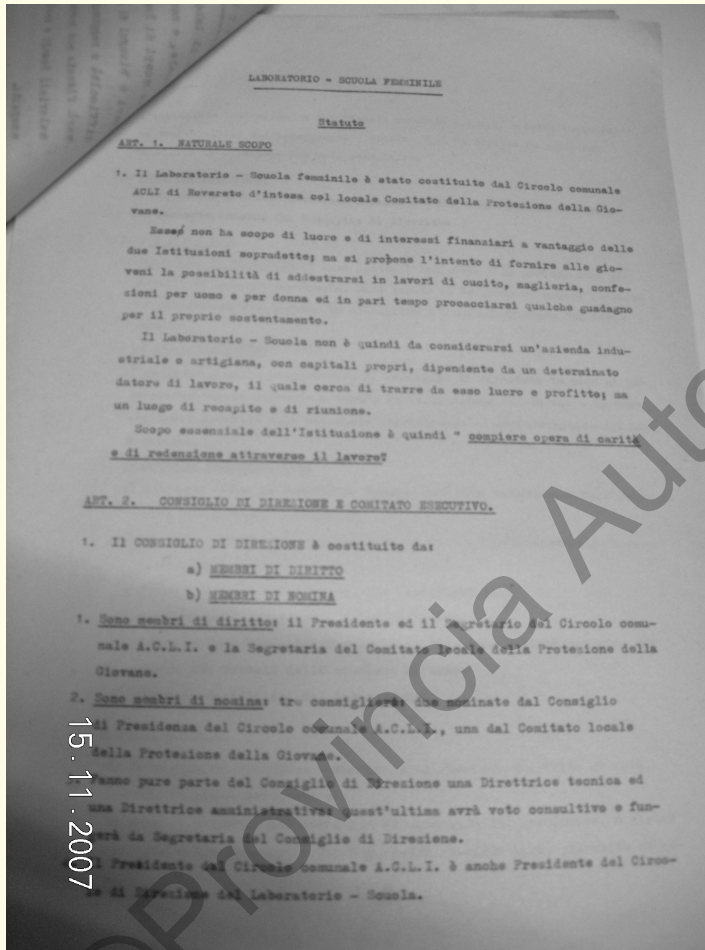 LABORATORIO - SCUOLA FEMMINILE
Statuto
ART. 1. NATURALE SCOPO
1. Il Laboratorio - Scuola femminile è stato costituito dal Circolo comunale
ACLI di Rovereto d'intesa col locale Comitato della Protezione della Gio-
vane.
Esso non ha scopo di lucro e di interessi finanziari a vantaggio delle
due Istituzioni sopradette; ma si propone l'intento di fornire alle gio-
vani la possibilità di addestrarsi in lavori di cucito, maglieria, confe-
zioni per uomo e per donna ed in pari tempo procacciarsi qualche guadagno
per il proprio sostentamento.
Il Laboratorio - Scuola non è quindi da considerarsi un'azienda indu-
striale o artigiana, con capitali propri, dipendente da un determinato
datore di lavoro, il quale cerca di trarre da esso lucro e profitto; ma
un luogo di recapito e di riunione.
Scopo essenziale dell'Istituzione è quindi " compiere opera di carità
e di redenzione attraverso il lavoro"
ART. 2. CONSIGLIO DI DIREZIONE E COMITATO ESECUTIVO.
1. Il CONSIGLIO DI DIREZIONE è costituito da:
a) MEMBRI DI DIRITTO
b) MEMBRI DI NOMINA
1. Sono membri di diritto: il Presidente ed il Segretario del Circolo comu-
nale A.C.L.I. e la Segretaria del Comitato locale della Protezione della
Giovane.
2. Sono membri di nomina: tre consigliere: due nominate dal Consiglio
di Presidenza del Circolo comunale A.C.L.I., una dal Comitato locale
della Protezione della Giovane.
Fanno pure parte del Consiglio di Direzione una Direttrice tecnica ed
una Direttrice amministrativa: quest'ultima avrà voto consultivo e fun-
gerà da Segretaria del Consiglio di Direzione.
Il Presidente del Circolo comunale A.C.L.I. è anche Presidente del Circo-
di Direzione del Laboratorio - Scuola.
15.11.2007
©Provincia Auto